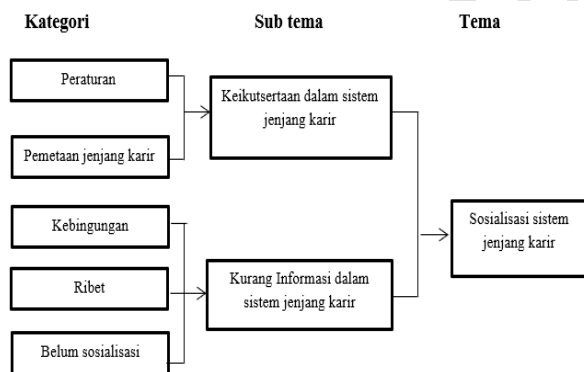 Kategori
Sub tema
Tema
Peraturan
Pemetaan jenjang karir
Keikutsertaan dalam sistem
jenjang karir
Kebingungan
Ribet
Belum sosialisasi
Kurang Informasi dalam
sistem jenjang karir
Sosialisasi sistem
jenjang karir